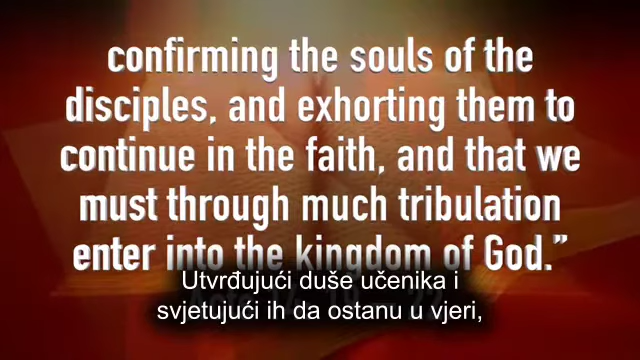 confirming the souls of the
disciples, and exhorting them to
continue in the faith, and that we
must through much tribulation
enter into the kingdom of God.”
Utvrđujući duše učenika i
svjetujući ih da ostanu u vjeri,